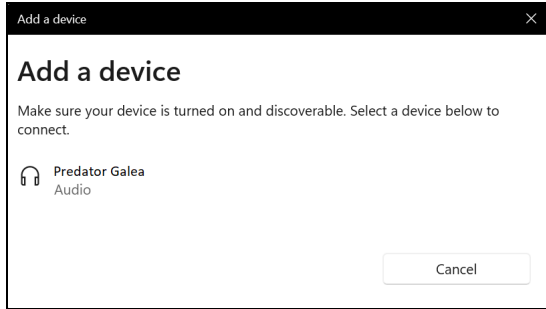 Add a device
Add a device
Make sure your device is turned on and discoverable. Select a device below to
connect.
Predator Galea
Audio
Cancel